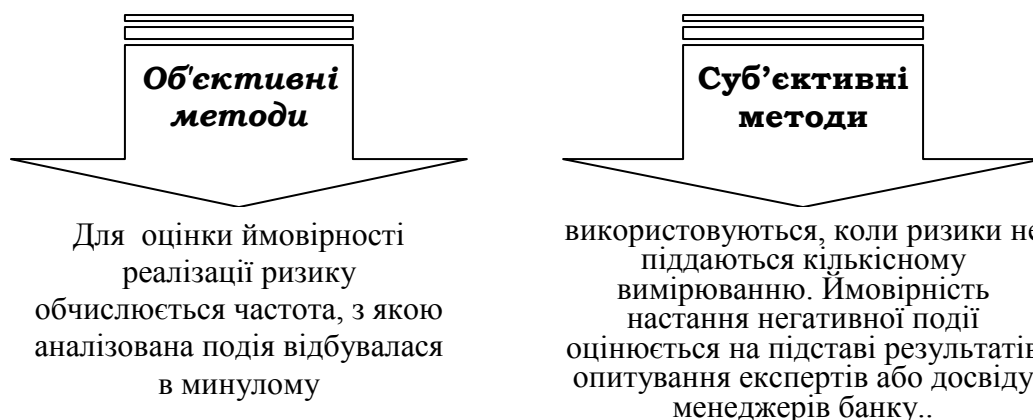 Об'єктивні
методи
Для оцінки ймовірності
реалізації ризику
обчислюється частота, з якою
аналізована подія відбувалася
в минулому
Суб’єктивні
методи
використовуються, коли ризики не
піддаються кількісному
вимірюванню. Ймовірність
настання негативної події
оцінюється на підставі результатів
опитування експертів або досвіду
менеджерів банку..